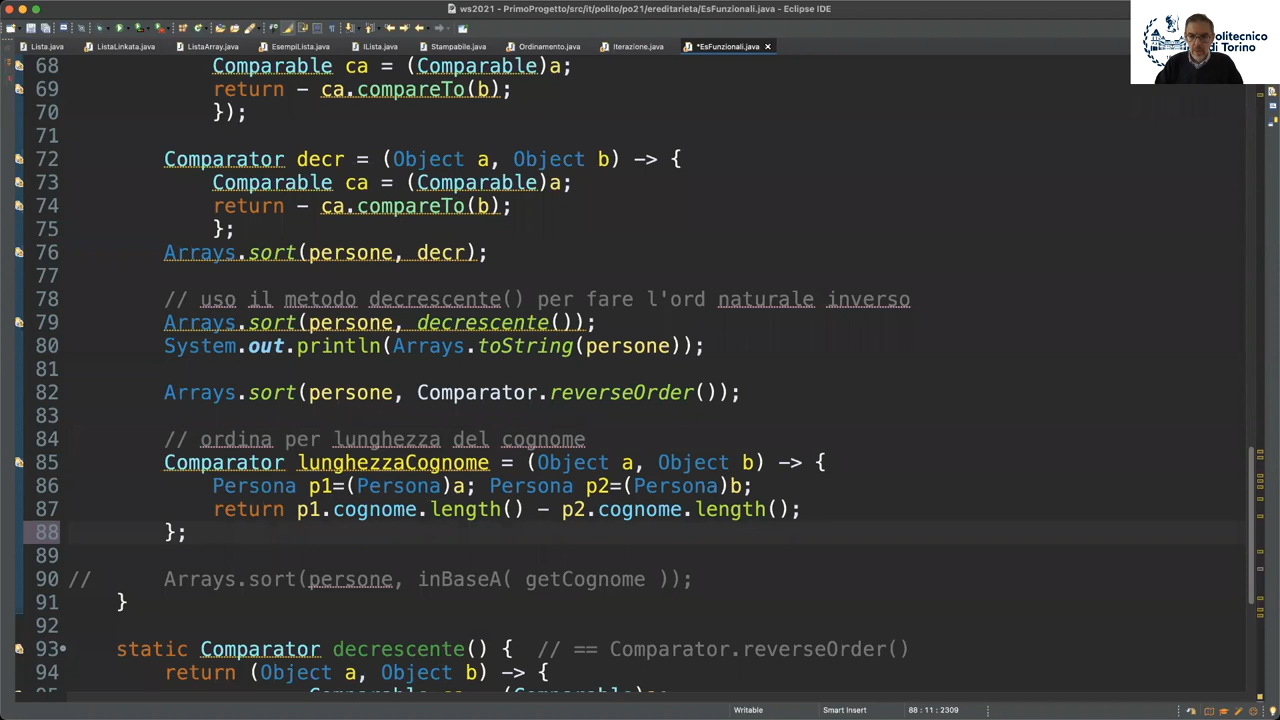 ws2021 - PrimoProgetto/src/it/polito/po21/ereditarieta/EsFunzionali.java - Eclipse IDE
Lista.java ListaLinkata.java ListaArray.java EsempiLista.java IListA.java Stampabile.java Ordinamento.java Iterazione.java *EsFunzionali.java
Politecnico
di Torino
68 Comparable ca = (Comparable)a;
69 return - ca.compareTo(b);
70 });
71
72 Comparator decr = (Object a, Object b) -> {
73 Comparable ca = (Comparable)a;
74 return - ca.compareTo(b);
75 };
76 Arrays.sort(persone, decr);
77
78 // uso il metodo decrescente() per fare l'ord naturale inverso
79 Arrays.sort(persone, decrescente());
80 System.out.println(Arrays.toString(persone));
81
82 Arrays.sort(persone, Comparator.reverseOrder());
83
84 // ordina per lunghezza del cognome
85 Comparator lunghezzaCognome = (Object a, Object b) -> {
86 Persona p1=(Persona)a; Persona p2=(Persona)b;
87 return p1.cognome.length() - p2.cognome.length();
88 };
89
90 // Arrays.sort(persone, inBaseA( getCognome ));
91 }
92
93 static Comparator decrescente() { // == Comparator.reverseOrder()
94 return (Object a, Object b) -> {
Writable Smart Insert 88 : 11 : 2309